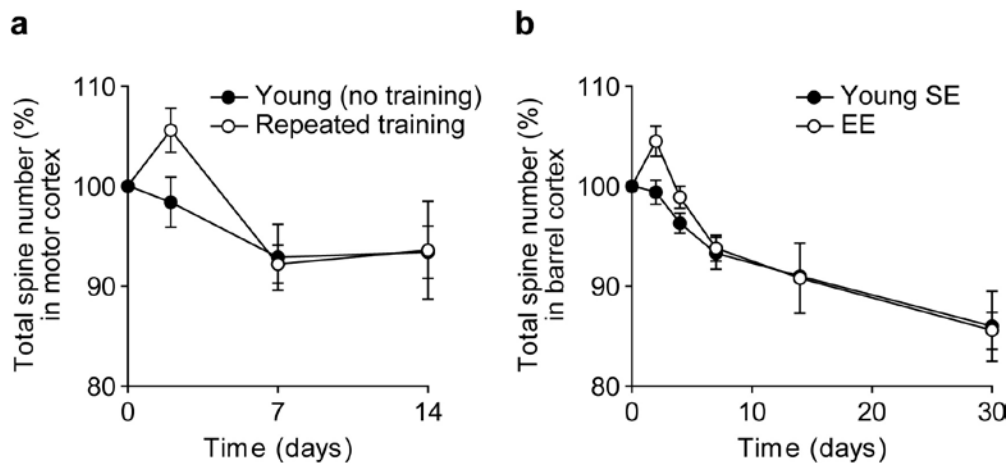 a
Total spine number (%)
in motor cortex
110
100
90
80
Young (no training)
Repeated training
0
7
14
Time (days)
b
Total spine number (%)
in barrel cortex
110
100
90
80
Young SE
EE
0
10
20
30
Time (days)